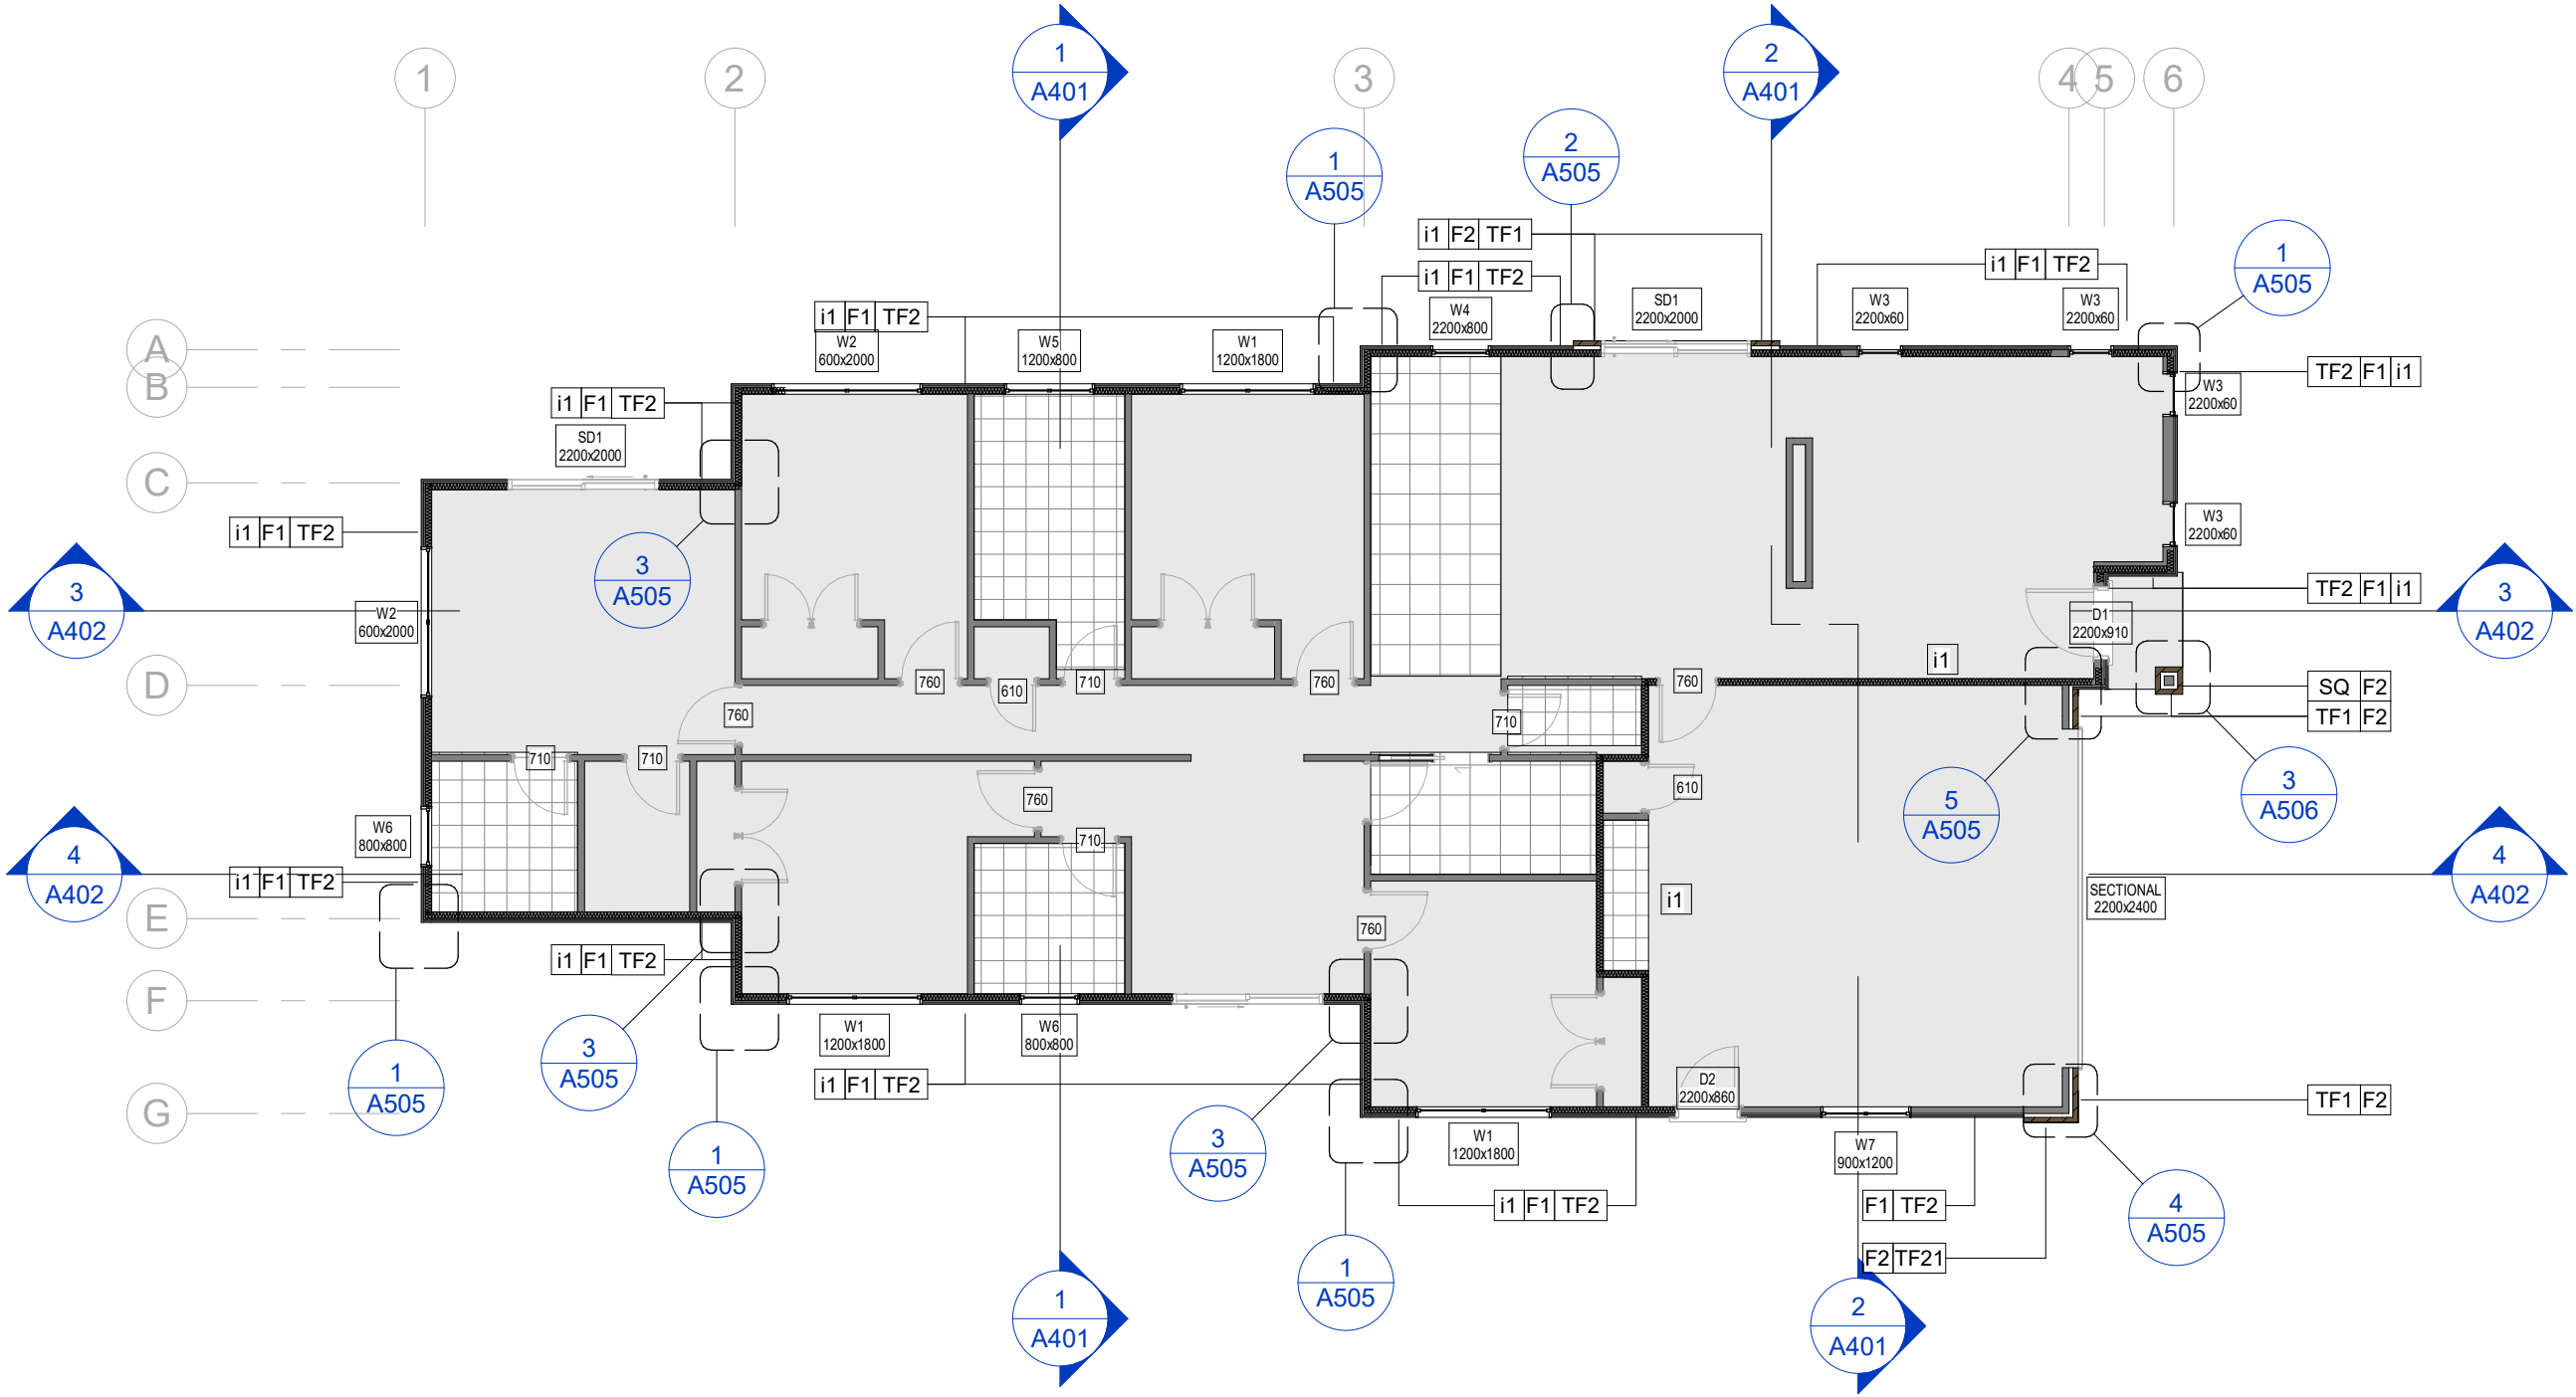 1
A401
2
A401
1
2
3
4
5
6
1
A505
2
A505
1
A505
i1 F2 TF1
i1 F1 TF2
i1 F1 TF2
i1 F1 TF2
W2
600x2000
W5
1200x800
W1
1200x1800
W4
2200x800
SD1
2200x2000
W3
2200x60
W3
2200x60
A
B
C
D
E
F
G
i1 F1 TF2
SD1
2200x2000
TF2 F1 i1
W3
2200x60
i1 F1 TF2
W3
2200x60
3
A505
3
A402
W2
600x2000
TF2 F1 i1
D1
2200x910
3
A402
i1
760
610
710
760
760
SQ F2
TF1 F2
760
710
710
710
760
610
3
A506
5
A505
W6
800x800
710
4
A402
i1 F1 TF2
i1
SECTIONAL
2200x2400
4
A402
760
i1 F1 TF2
W1
1200x1800
W6
800x800
i1 F1 TF2
3
A505
1
A505
D2
2200x860
TF1 F2
W1
1200x1800
W7
900x1200
1
A505
3
A505
i1 F1 TF2
F1 TF2
4
A505
F2 TF21
1
A505
1
A401
2
A401